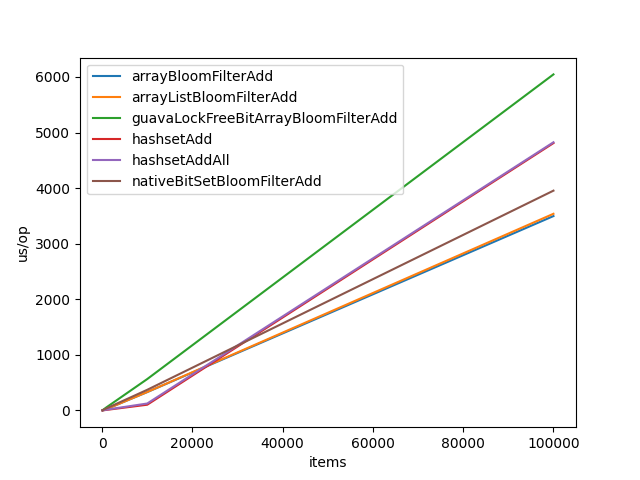 arrayBloomFilterAdd
arrayListBloomFilterAdd
guavaLockFreeBitArrayBloomFilterAdd
hashsetAdd
hashsetAddAll
nativeBitSetBloomFilterAdd
6000
5000
4000
3000
2000
1000
0
us/op
0 20000 40000 60000 80000 100000
items